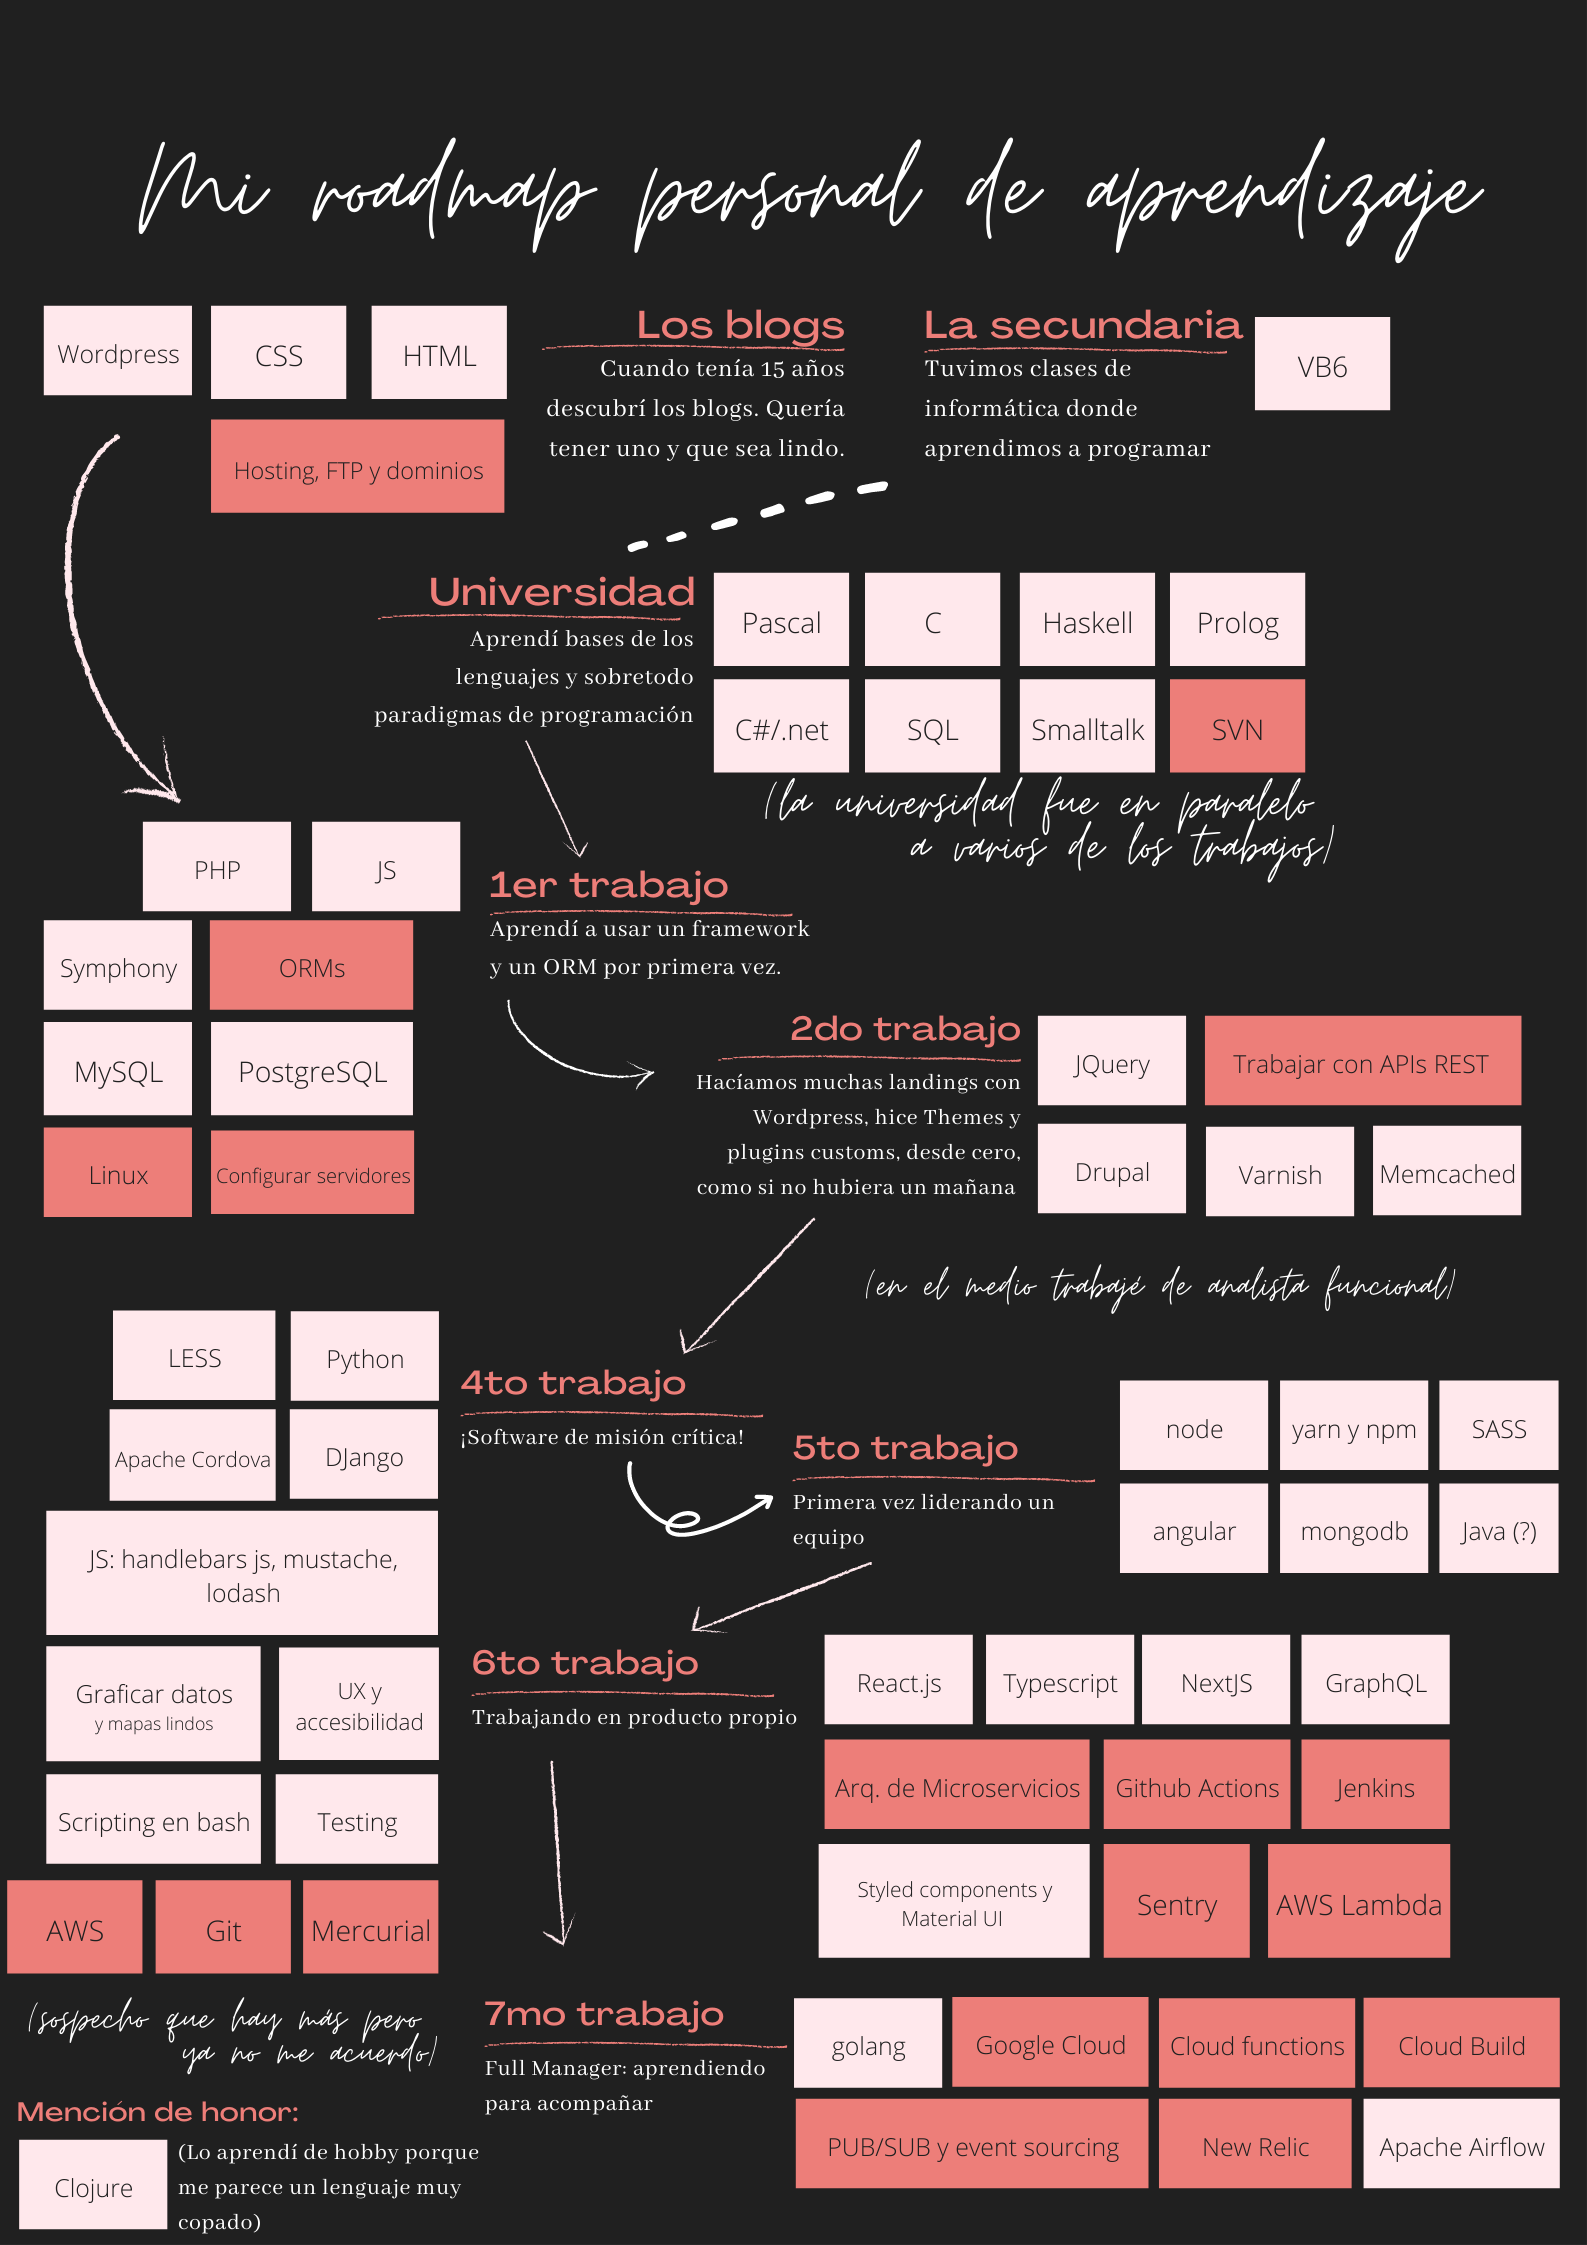 Mi roadmap personal de aprendizaje
Wordpress
CSS
HTML
Hosting, FTP y dominios
Los blogs
Cuando tenía 15 años
descubrí los blogs. Quería
tener uno y que sea lindo.
La secundaria
Tuvimos clases de
informática donde
aprendimos a programar
VB6
Universidad
Aprendí bases de los
lenguajes y sobretodo
paradigmas de programación
Pascal
C
Haskell
Prolog
C#/.net
SQL
Smalltalk
SVN
(la universidad fue en paralelo
a varios de los trabajos)
PHP
JS
Symphony
ORMs
MySQL
PostgreSQL
Linux
Configurar servidores
1er trabajo
Aprendí a usar un framework
y un ORM por primera vez.
2do trabajo
Hacíamos muchas landings con
Wordpress, hice Themes y
plugins customs, desde cero,
como si no hubiera un mañana
JQuery
Trabajar con APIs REST
Drupal
Varnish
Memcached
(en el medio trabajé de analista funcional)
LESS
Python
Apache Cordova
DJango
JS: handlebars js, mustache,
lodash
Graficar datos
y mapas lindos
UX y
accesibilidad
Scripting en bash
Testing
AWS
Git
Mercurial
(sospecho que hay más pero
ya no me acuerdo)
4to trabajo
¡Software de misión crítica!
5to trabajo
Primera vez liderando un
equipo
node
yarn y npm
SASS
angular
mongodb
Java (?)
6to trabajo
Trabajando en producto propio
React.js
Typescript
NextJS
GraphQL
Arq. de Microservicios
Github Actions
Jenkins
Styled components y
Material UI
Sentry
AWS Lambda
7mo trabajo
Full Manager: aprendiendo
para acompañar
golang
Google Cloud
Cloud functions
Cloud Build
PUB/SUB y event sourcing
New Relic
Apache Airflow
Mención de honor:
Clojure
(Lo aprendí de hobby porque
me parece un lenguaje muy
copado)